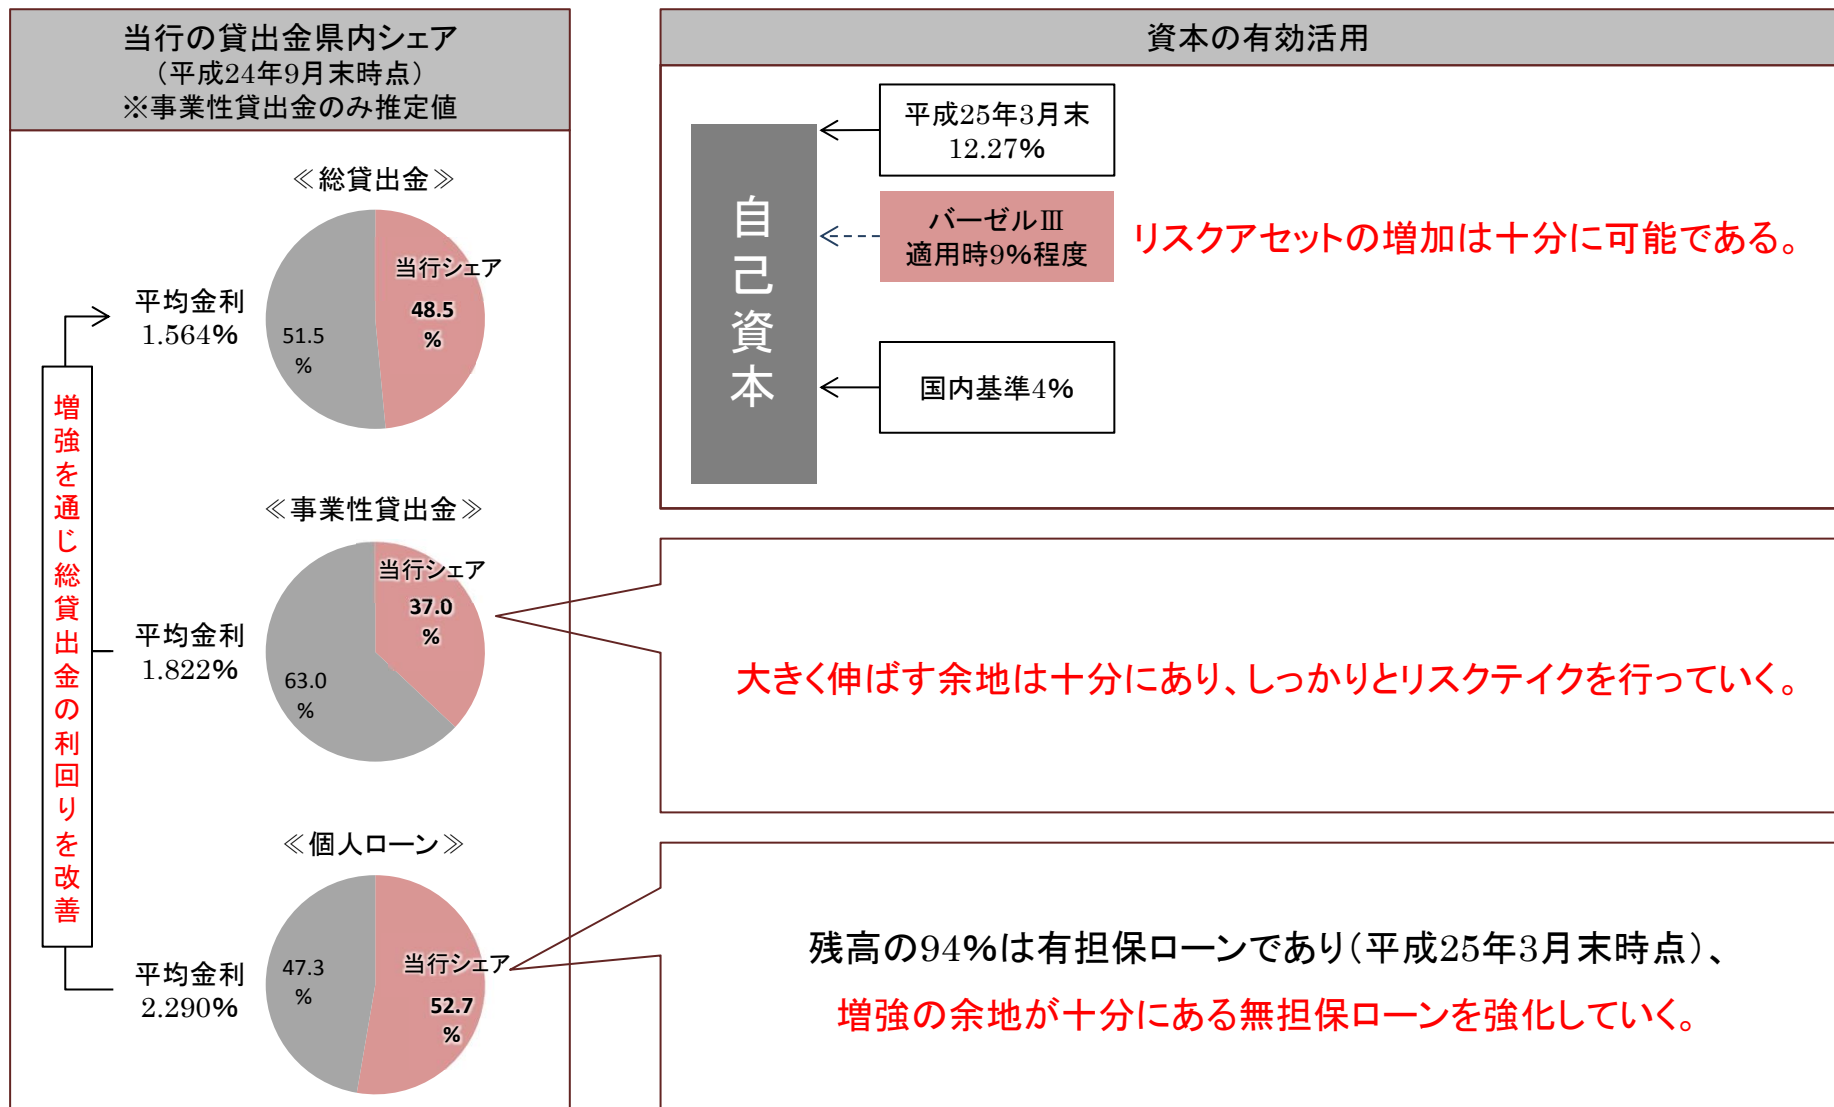 当行の貸出金県内シェア
（平成24年9月末時点）
※事業性貸出金のみ推定値
≪総貸出金≫
当行シェア
48.5
%
51.5
%
平均金利
1.564%
増強を通じ総貸出金の利回りを改善
≪事業性貸出金≫
当行シェア
37.0
%
63.0
%
平均金利
1.822%
≪個人ローン≫
当行シェア
52.7
%
47.3
%
平均金利
2.290%
資本の有効活用
自己資本
平成25年3月末
12.27%
バーゼルⅢ
適用時9%程度
国内基準4%
リスクアセットの増加は十分に可能である。
大きく伸ばす余地は十分にあり、しっかりとリスクテイクを行っていく。
残高の94%は有担保ローンであり（平成25年3月末時点）、
増強の余地が十分にある無担保ローンを強化していく。